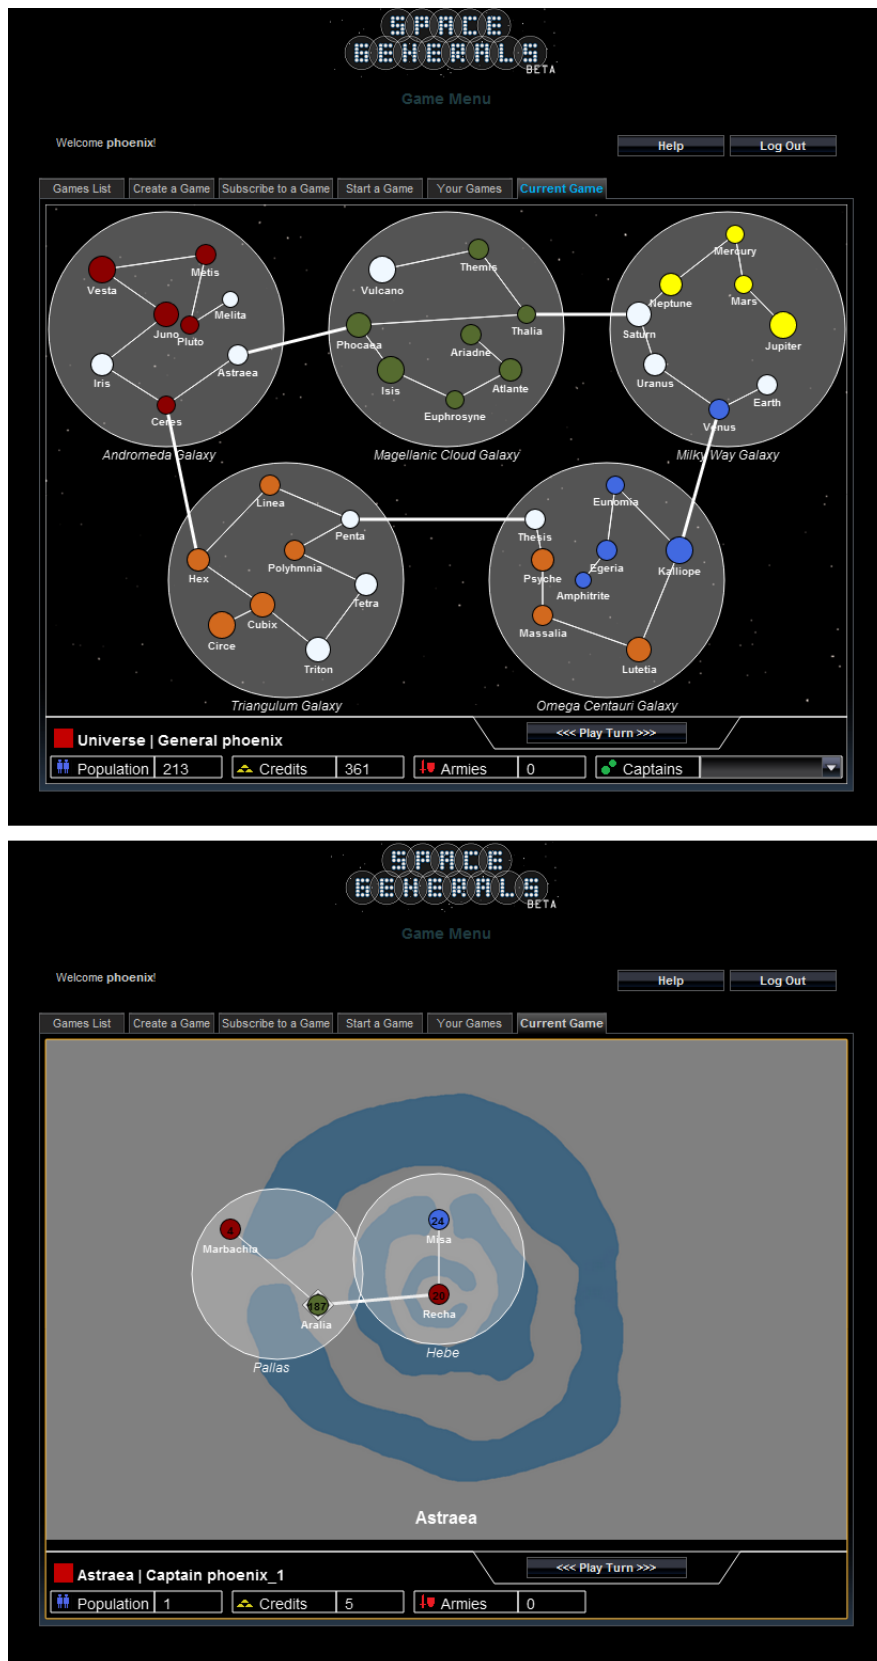 SPACE
GENERALS
BETA
Game Menu
Welcome phoenix!
Help
Log Out
Games List
Create a Game
Subscribe to a Game
Start a Game
Your Games
Current Game
Vesta
Metis
Melita
Juno
Pluto
Iris
Astraea
Ceres
Andromeda Galaxy
Vulcano
Themis
Phocaea
Thalia
Ariadne
Isis
Atlante
Euphrosyne
Magellanic Cloud Galaxy
Mercury
Neptune
Mars
Saturn
Jupiter
Uranus
Earth
Venus
Milky Way Galaxy
Linea
Penta
Polyhmnia
Hex
Tetra
Cubix
Circe
Triton
Triangulum Galaxy
Eunomia
Thesis
Egeria
Kalliope
Psyche
Amphitrite
Massalia
Lutetia
Omega Centauri Galaxy
Universe | General phoenix
<<< Play Turn >>>
Population 213
Credits 361
Armies 0
Captains
SPACE
GENERALS
BETA
Game Menu
Welcome phoenix!
Help
Log Out
Games List
Create a Game
Subscribe to a Game
Start a Game
Your Games
Current Game
4
Marbachia
24
Misa
187
Aralia
20
Recha
Pallas
Hebe
Astraea
Astraea | Captain phoenix_1
<<< Play Turn >>>
Population 1
Credits 5
Armies 0